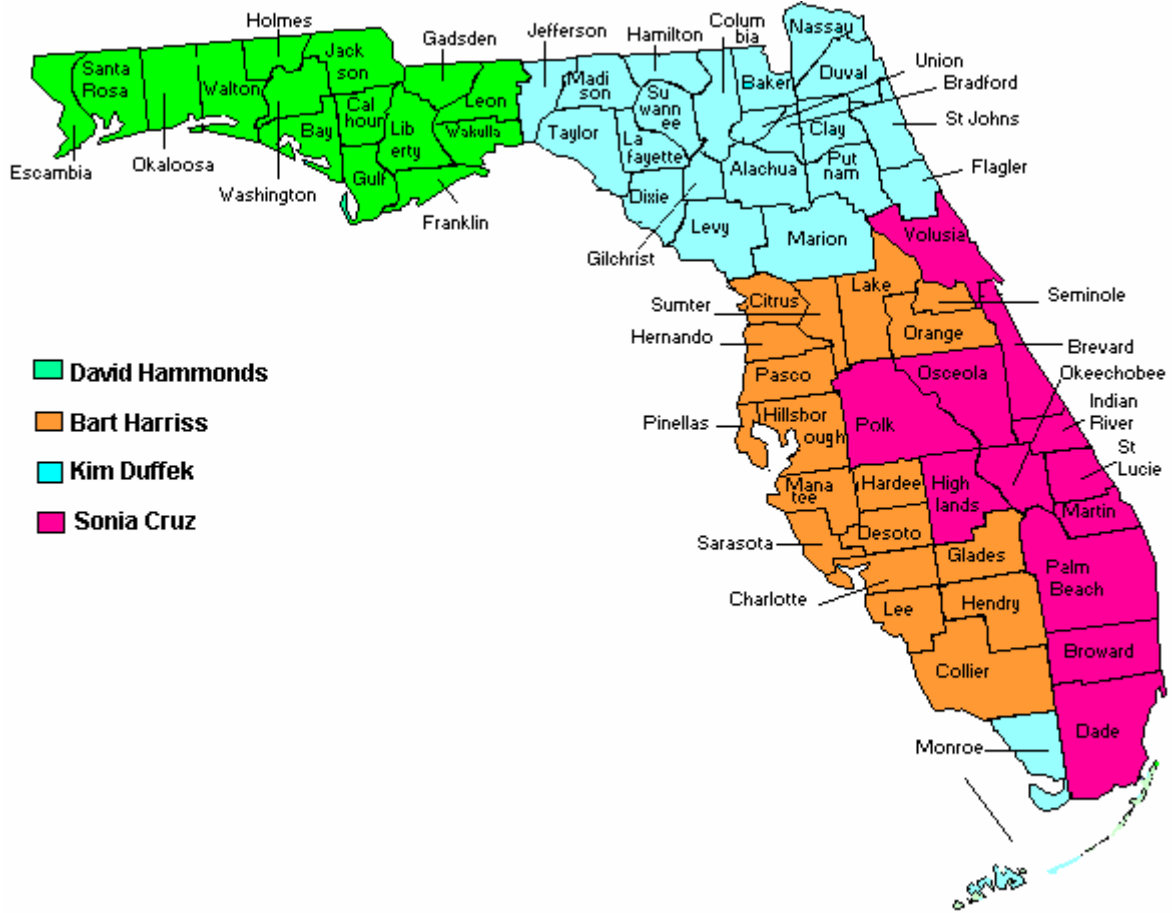 Holmes
Jefferson
Hamilton
Colum
bia
Nassau
Gadsden
Union
Jack
son
Santa
Rosa
Walton
Madi
son
Baker
Duval
Bradford
Su
wann
ee
Leon
Cal
houn
Lib
erty
Bay
Wakulla
Taylor
La
fayette
Clay
St Johns
Escambia
Okaloosa
Washington
Gulf
Franklin
Dixie
Alachua
Put
nam
Flagler
Gilchrist
Levy
Marion
Volusia
Sumter
Citrus
Lake
Seminole
Hernando
Orange
Brevard
David Hammonds
Pasco
Osceola
Okeechobee
Bart Harriss
Pinellas
Hillsbor
ough
Polk
Indian
River
St
Lucie
Kim Duffek
Mana
tee
Hardee
High
lands
Martin
Sonia Cruz
Sarasota
Desoto
Glades
Palm
Beach
Charlotte
Lee
Hendry
Broward
Collier
Monroe
Dade